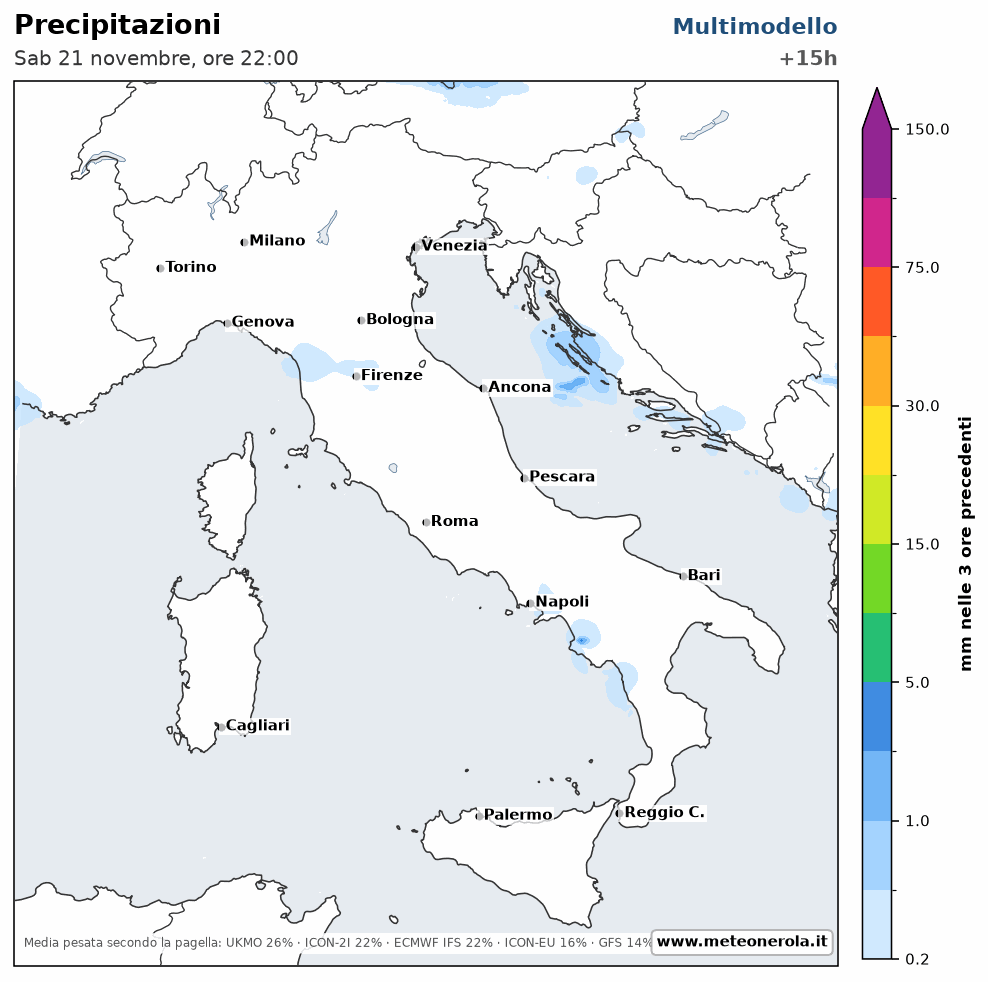 Precipitazioni
Multimodello
Sab 21 novembre, ore 22:00
+15h
150.0
75.0
30.0
15.0
5.0
1.0
0.2
mm nelle 3 ore precedenti
Milano
Venezia
Torino
Genova
Bologna
Firenze
Ancona
Pescara
Roma
Bari
Napoli
Cagliari
Palermo
Reggio C.
Media pesata secondo la pagella: UKMO 26% · ICON-2I 22% · ECMWF IFS 22% · ICON-EU 16% · GFS 14%
www.meteonerola.it